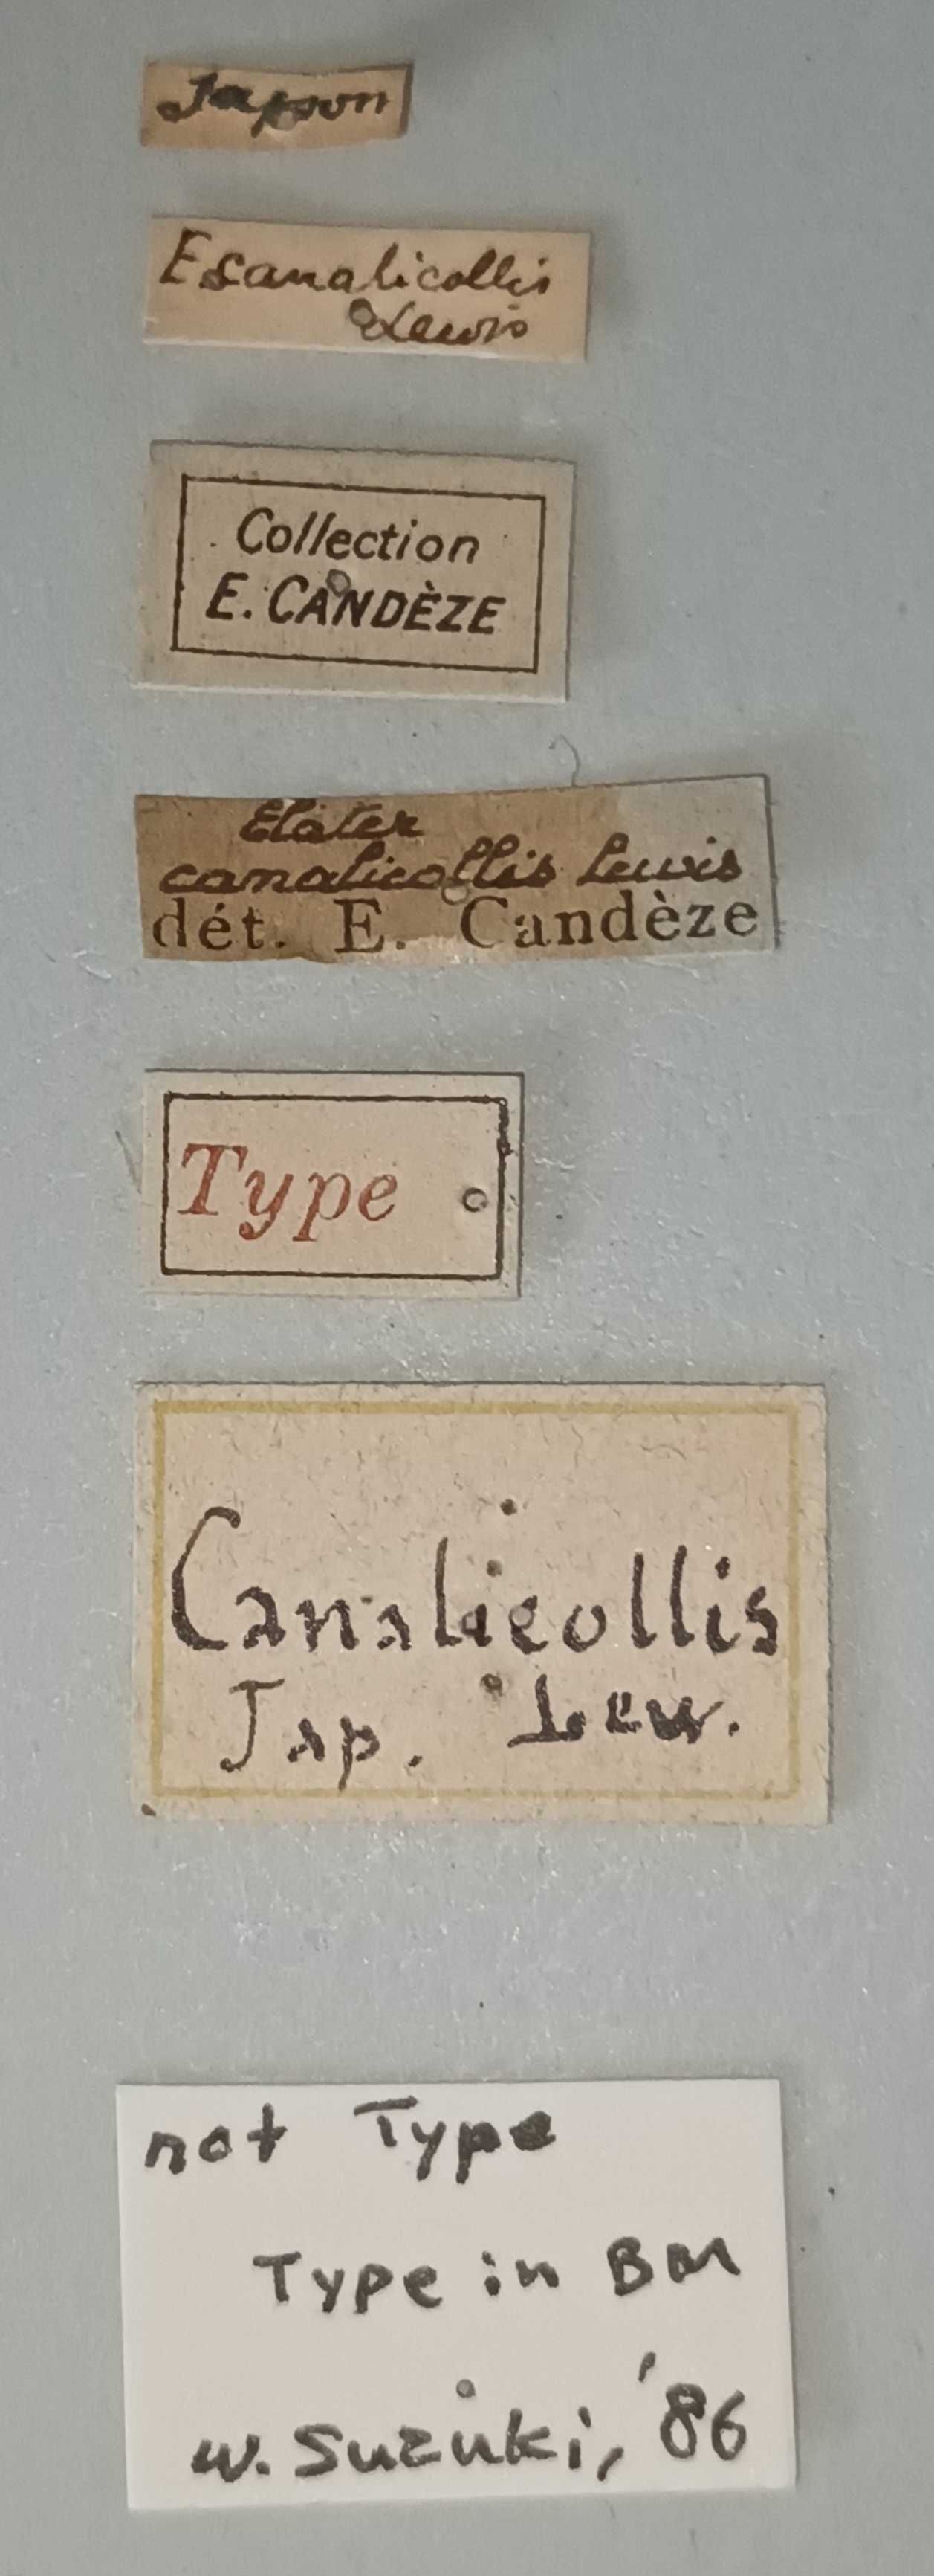 Japon
E canalicollis
Lewis
Collection
E. CANDÈZE
Elater
canalicollis Lewis
dét. E. Candèze
Type
Canalicollis
Jap. Lew.
not Type
Type in BM
W. Suzuki, '86